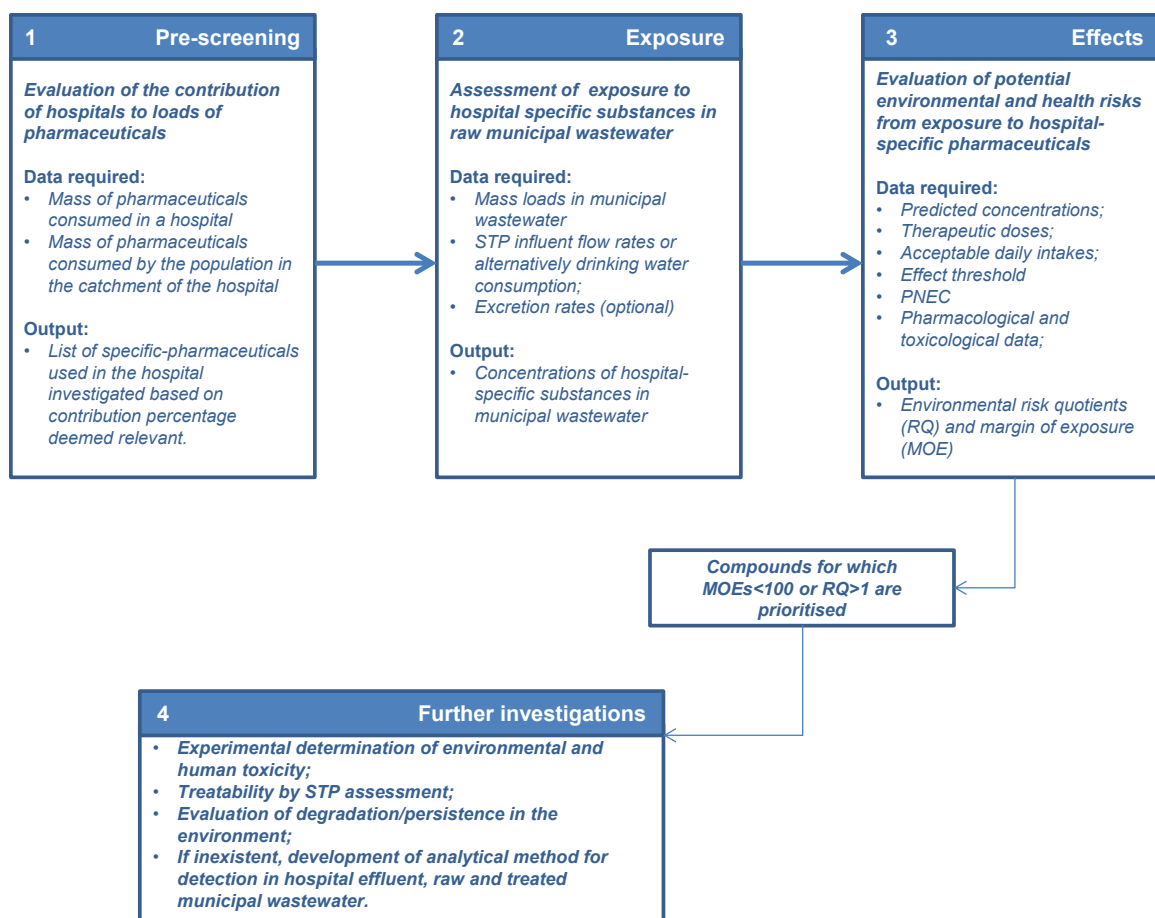 1 Pre-screening
Evaluation of the contribution
of hospitals to loads of
pharmaceuticals
Data required:
• Mass of pharmaceuticals
consumed in a hospital
• Mass of pharmaceuticals
consumed by the population in
the catchment of the hospital
Output:
• List of specific-pharmaceuticals
used in the hospital
investigated based on
contribution percentage
deemed relevant.
2 Exposure
Assessment of exposure to
hospital specific substances in
raw municipal wastewater
Data required:
• Mass loads in municipal
wastewater
• STP influent flow rates or
alternatively drinking water
consumption;
• Excretion rates (optional)
Output:
• Concentrations of hospital-
specific substances in
municipal wastewater
3 Effects
Evaluation of potential
environmental and health risks
from exposure to hospital-
specific pharmaceuticals
Data required:
• Predicted concentrations;
• Therapeutic doses;
• Acceptable daily intakes;
• Effect threshold
• PNEC
• Pharmacological and
toxicological data;
Output:
• Environmental risk quotients
(RQ) and margin of exposure
(MOE)
Compounds for which
MOEs<100 or RQ>1 are
prioritised
4 Further investigations
• Experimental determination of environmental and
human toxicity;
• Treatability by STP assessment;
• Evaluation of degradation/persistence in the
environment;
• If inexistent, development of analytical method for
detection in hospital effluent, raw and treated
municipal wastewater.